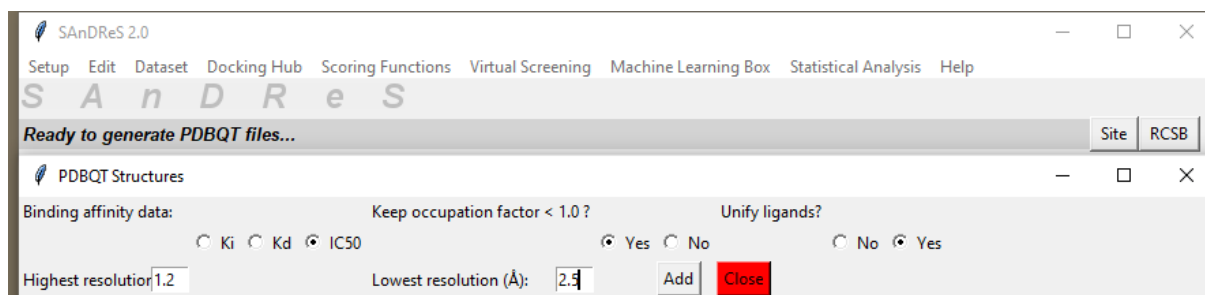 SAnDReS 2.0
Setup Edit Dataset Docking Hub Scoring Functions Virtual Screening Machine Learning Box Statistical Analysis Help
S A n D R e S
Ready to generate PDBQT files... Site RCSB
PDBQT Structures
Binding affinity data: Keep occupation factor < 1.0 ? Unify ligands?
Ki Kd IC50 Yes No No Yes
Highest resolution 1.2 Lowest resolution (Å): 2.5 Add Close